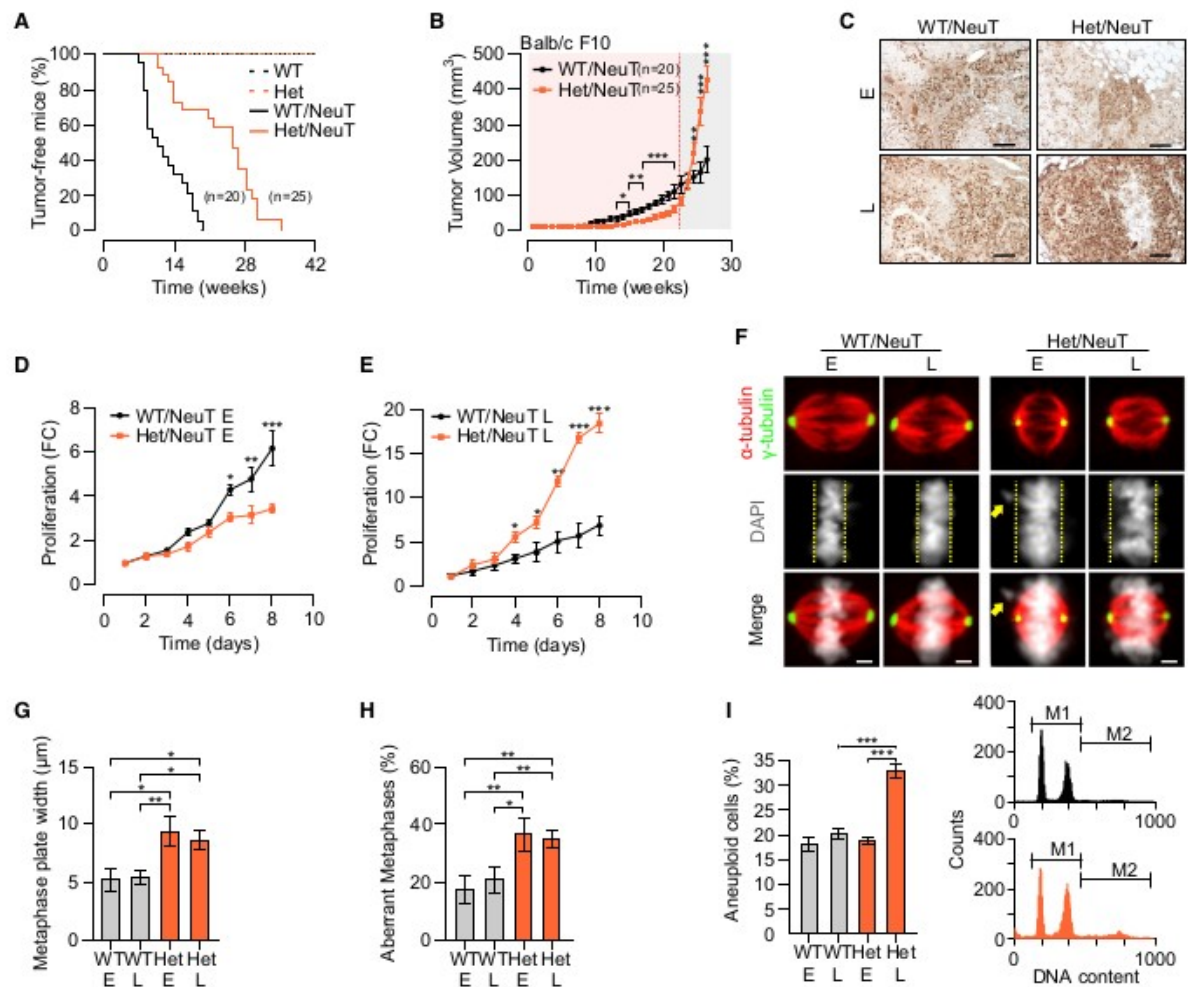 A
Tumor-free mice (%)
100
80
60
40
20
0
WT
Het
WT/NeuT
Het/NeuT
(n=20)
(n=25)
0 14 28 42
Time (weeks)
B
Balb/c F10
Tumor Volume (mm³)
500
400
300
200
100
0
WT/NeuT (n=20)
Het/NeuT (n=25)
*
**
***
**
***
***
0 10 20 30
Time (weeks)
C
WT/NeuT Het/NeuT
E
L
D
Proliferation (FC)
8
6
4
2
0
WT/NeuT E
Het/NeuT E
*
**
***
0 2 4 6 8 10
Time (days)
E
Proliferation (FC)
20
15
10
5
0
WT/NeuT L
Het/NeuT L
*
*
**
***
***
0 2 4 6 8 10
Time (days)
F
WT/NeuT Het/NeuT
E L E L
α-tubulin
γ-tubulin
DAPI
Merge
G
Metaphase plate width (µm)
15
10
5
0
*
*
*
**
WT WT Het Het
E L E L
H
Aberrant Metaphases (%)
60
40
20
0
**
**
**
*
WT WT Het Het
E L E L
I
Aneuploid cells (%)
35
30
25
20
15
20
15
5
0
***
***
WT WT Het Het
E L E L
Counts
400
200
0
M1
M2
0 1000
400
200
0
M1
M2
0 1000
DNA content